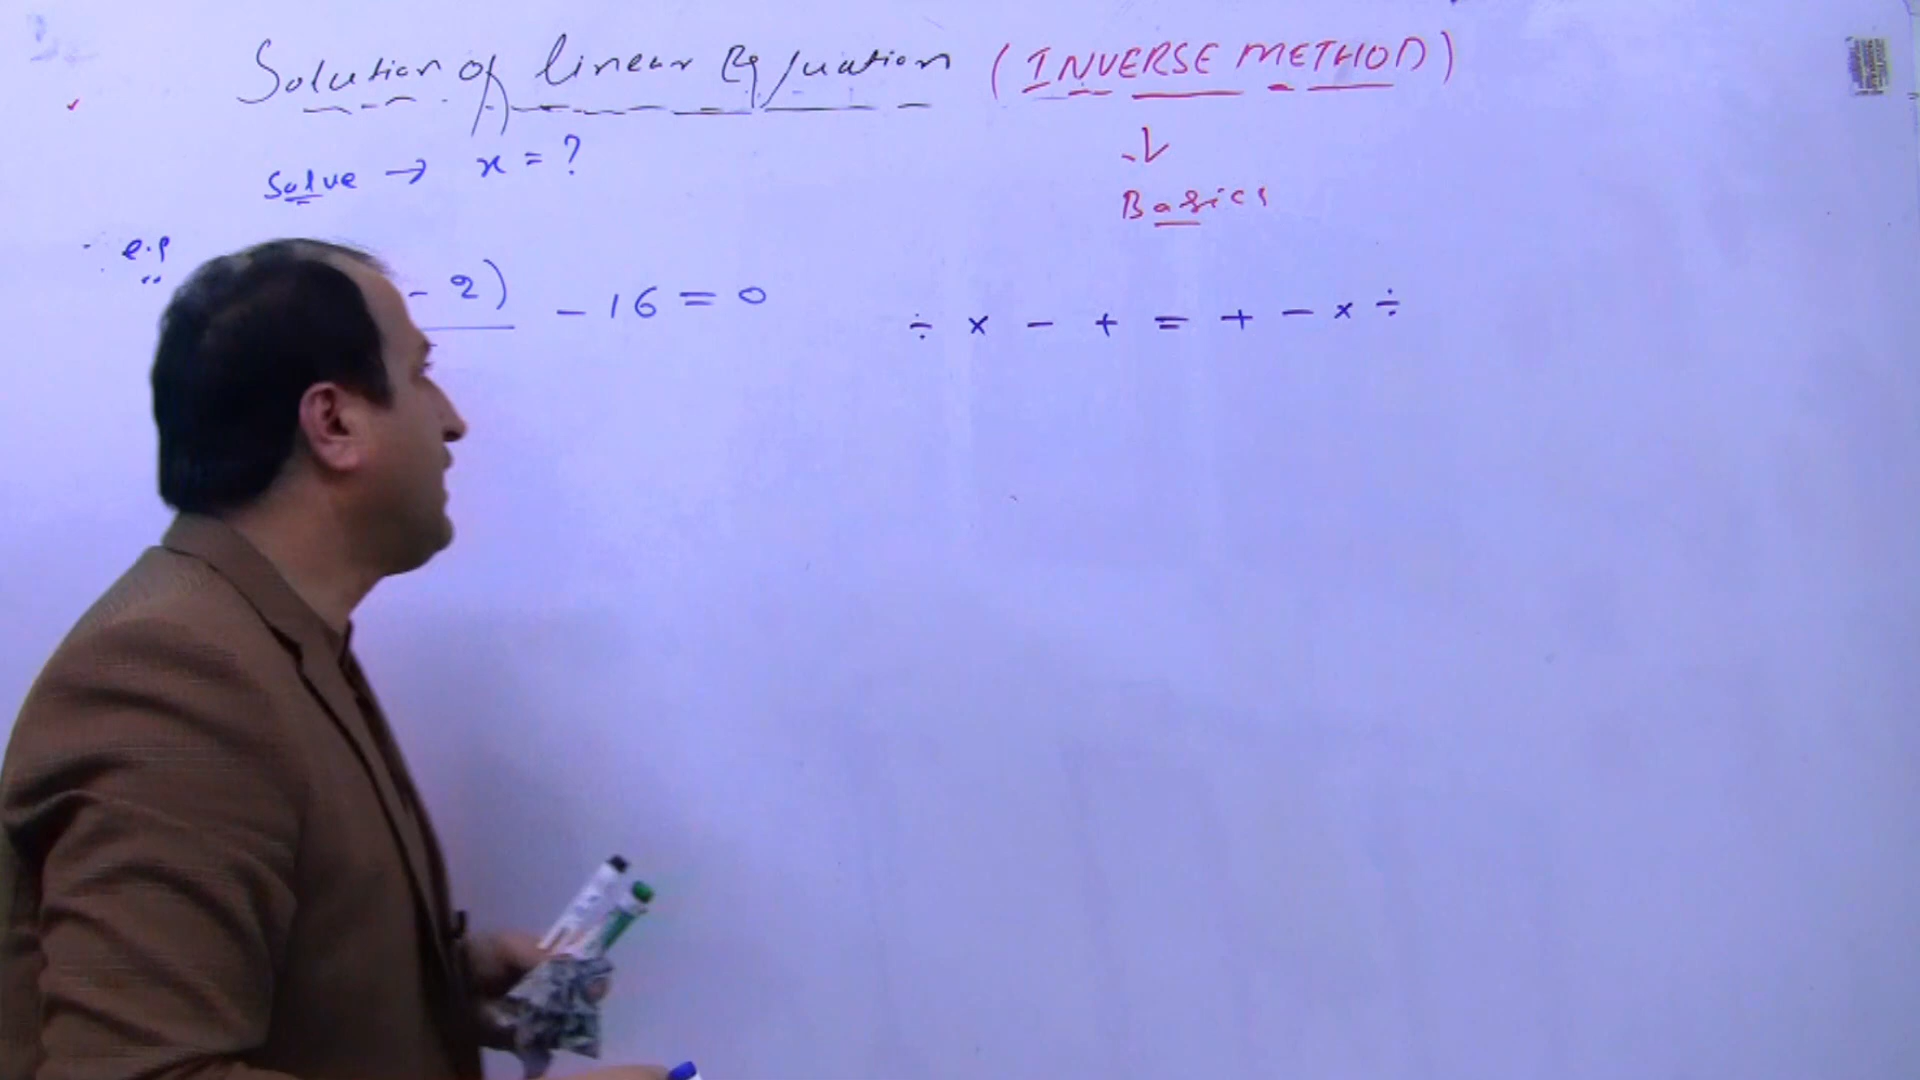 Solution of linear Equation (INVERSE METHOD)
↓
Solve → x = ?
Basics
e.g
- 2) - 16 = 0
÷ × - + = + - × ÷